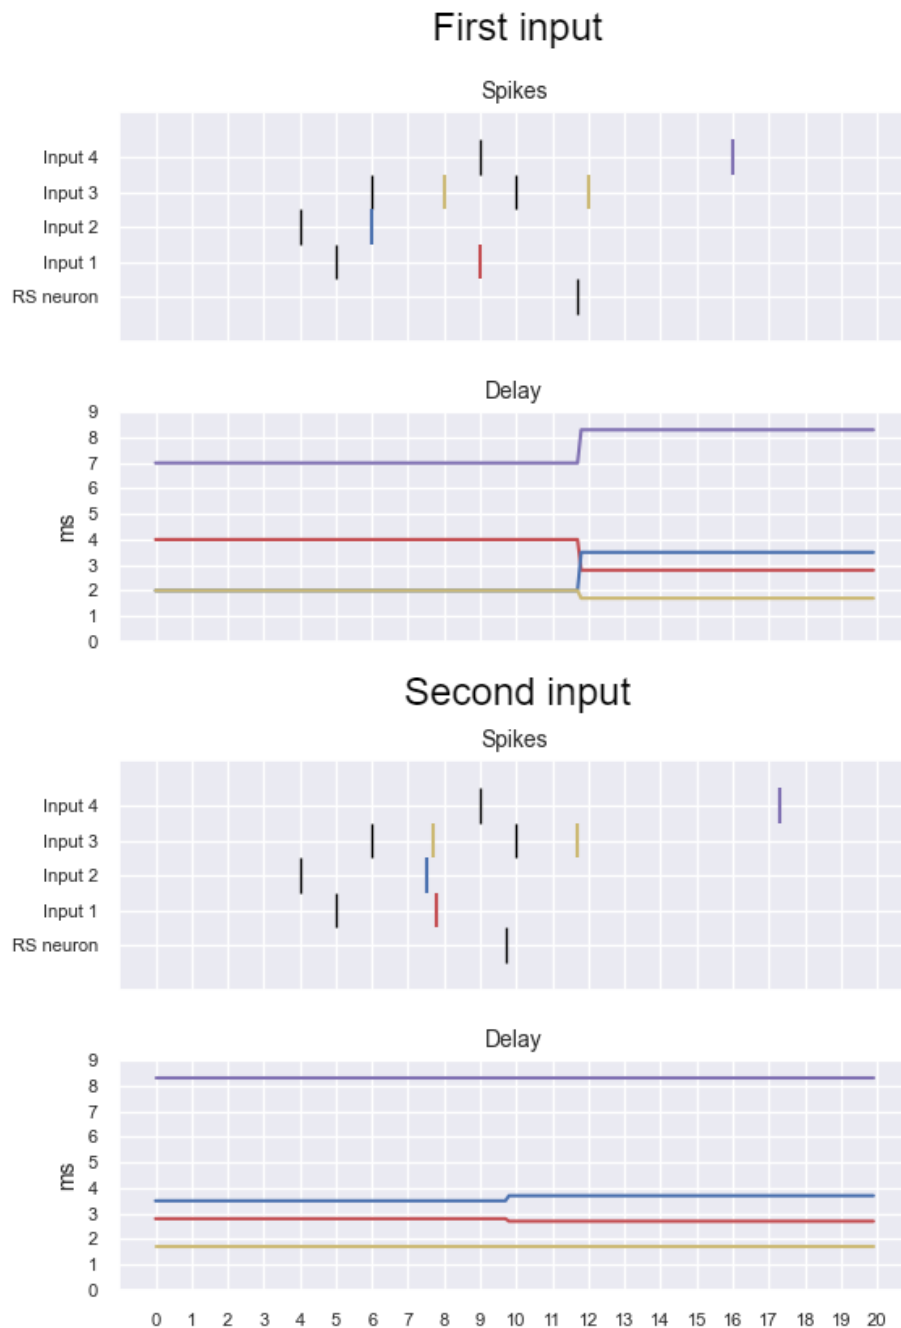 First input
Spikes
Input 4
Input 3
Input 2
Input 1
RS neuron
Delay
9
8
7
6
5
4
3
2
1
0
ms
Second input
Spikes
Input 4
Input 3
Input 2
Input 1
RS neuron
Delay
9
8
7
6
5
4
3
2
1
0
ms
0 1 2 3 4 5 6 7 8 9 10 11 12 13 14 15 16 17 18 19 20